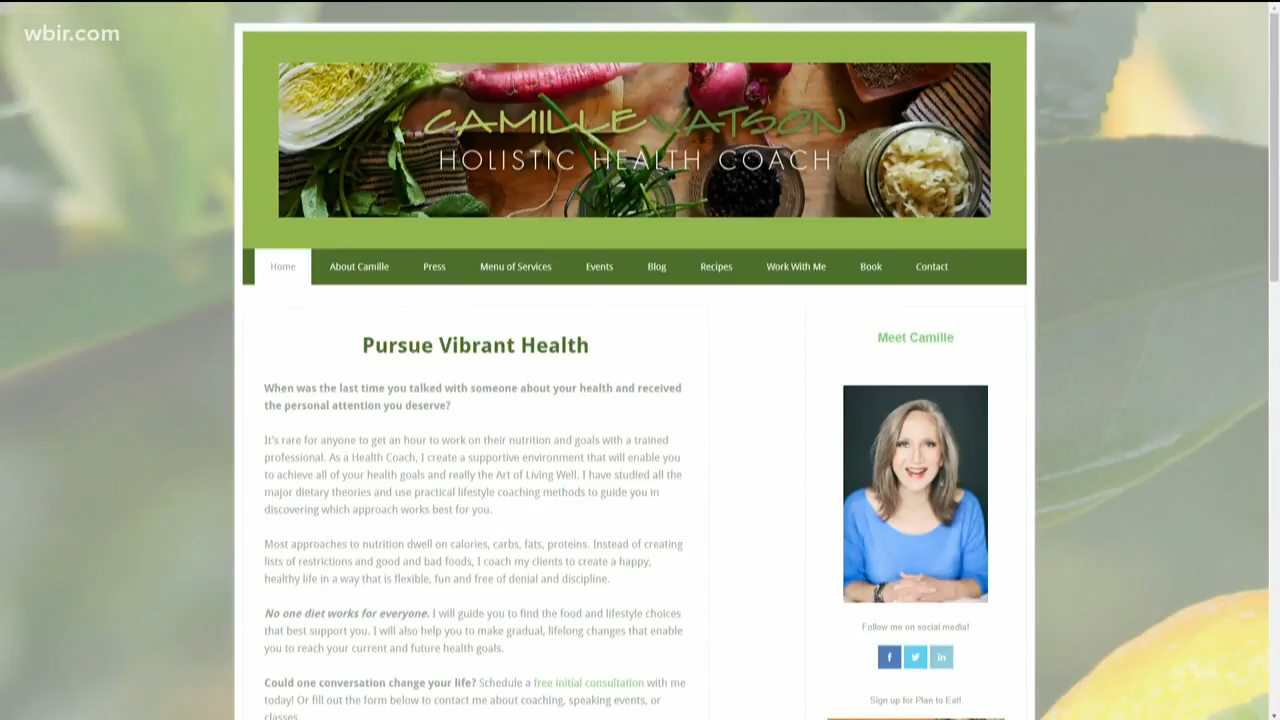 wbir.com
CAMILLE WATSON
HOLISTIC HEALTH COACH
Home About Camille Press Menu of Services Events Blog Recipes Work With Me Book Contact
Pursue Vibrant Health
When was the last time you talked with someone about your health and received
the personal attention you deserve?
It's rare for anyone to get an hour to work on their nutrition and goals with a trained
professional. As a Health Coach, I create a supportive environment that will enable you
to achieve all of your health goals and really the Art of Living Well. I have studied all the
major dietary theories and use practical lifestyle coaching methods to guide you in
discovering which approach works best for you.
Most approaches to nutrition dwell on calories, carbs, fats, proteins. Instead of creating
lists of restrictions and good and bad foods, I coach my clients to create a happy,
healthy life in a way that is flexible, fun and free of denial and discipline.
No one diet works for everyone. I will guide you to find the food and lifestyle choices
that best support you. I will also help you to make gradual, lifelong changes that enable
you to reach your current and future health goals.
Could one conversation change your life? Schedule a free initial consultation with me
today! Or fill out the form below to contact me about coaching, speaking events, or
classes.
Meet Camille
Follow me on social media!
f in
Sign up for Plan to Eat!